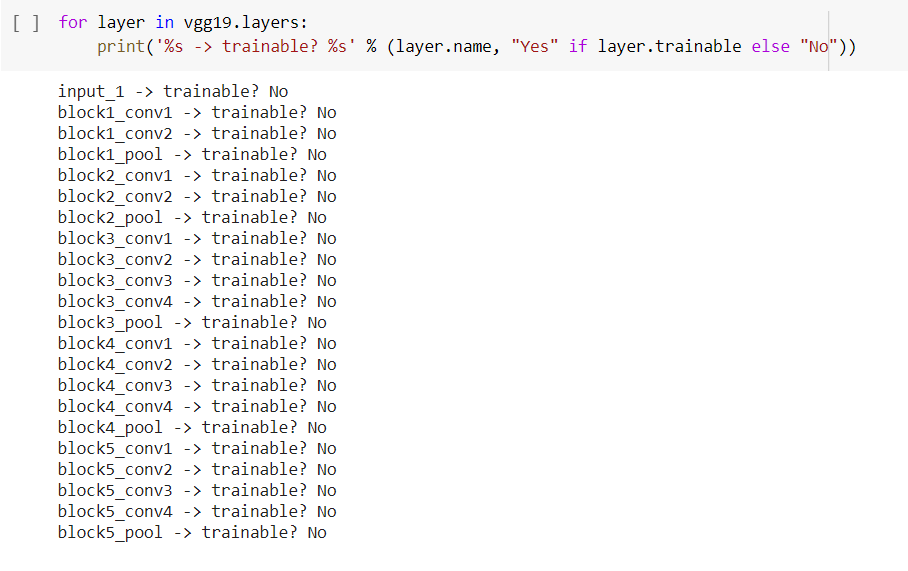 [ ] for layer in vgg19.layers:
    print('%s -> trainable? %s' % (layer.name, "Yes" if layer.trainable else "No"))
input_1 -> trainable? No
block1_conv1 -> trainable? No
block1_conv2 -> trainable? No
block1_pool -> trainable? No
block2_conv1 -> trainable? No
block2_conv2 -> trainable? No
block2_pool -> trainable? No
block3_conv1 -> trainable? No
block3_conv2 -> trainable? No
block3_conv3 -> trainable? No
block3_conv4 -> trainable? No
block3_pool -> trainable? No
block4_conv1 -> trainable? No
block4_conv2 -> trainable? No
block4_conv3 -> trainable? No
block4_conv4 -> trainable? No
block4_pool -> trainable? No
block5_conv1 -> trainable? No
block5_conv2 -> trainable? No
block5_conv3 -> trainable? No
block5_conv4 -> trainable? No
block5_pool -> trainable? No